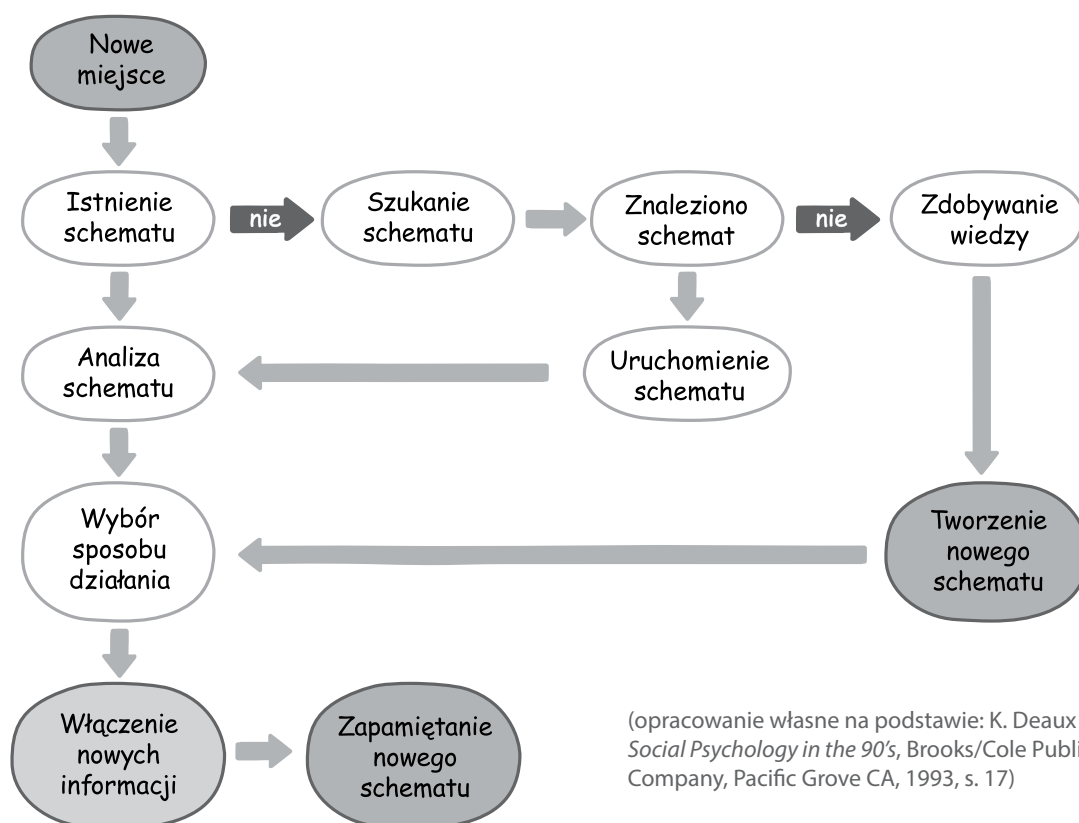 Nowe
miejsce
Istnienie
schematu
nie
Szukanie
schematu
Znaleziono
schemat
nie
Zdobywanie
wiedzy
Analiza
schematu
Uruchomienie
schematu
Wybór
sposobu
działania
Tworzenie
nowego
schematu
Włączenie
nowych
informacji
Zapamiętanie
nowego
schematu
(opracowanie własne na podstawie: K. Deaux
Social Psychology in the 90's, Brooks/Cole Publi
Company, Pacific Grove CA, 1993, s. 17)